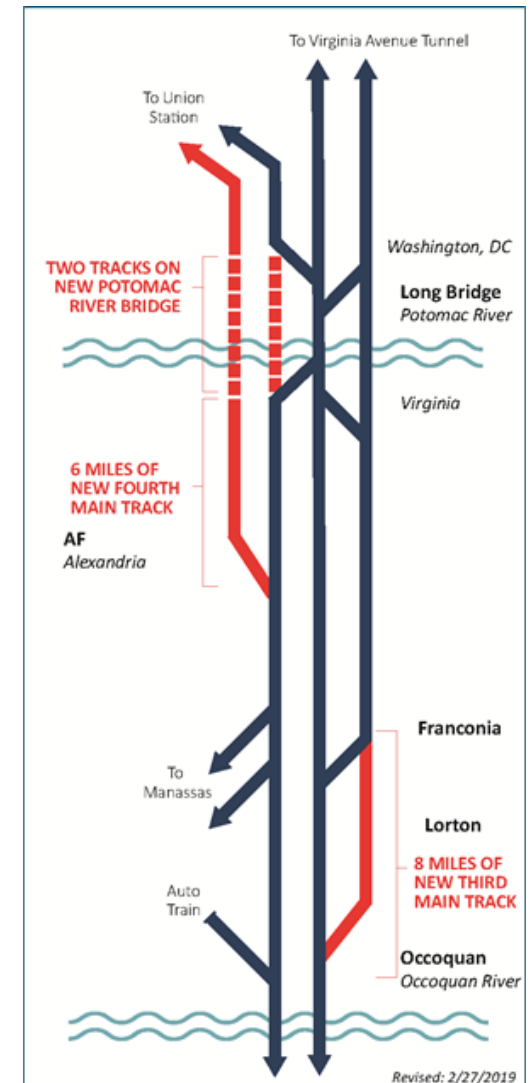 To Virginia Avenue Tunnel
To Union
Station
Washington, DC
TWO TRACKS ON
NEW POTOMAC
RIVER BRIDGE
Long Bridge
Potomac River
Virginia
6 MILES OF
NEW FOURTH
MAIN TRACK
AF
Alexandria
Franconia
To
Manassas
Lorton
8 MILES OF
NEW THIRD
MAIN TRACK
Auto
Train
Occoquan
Occoquan River
Revised: 2/27/2019